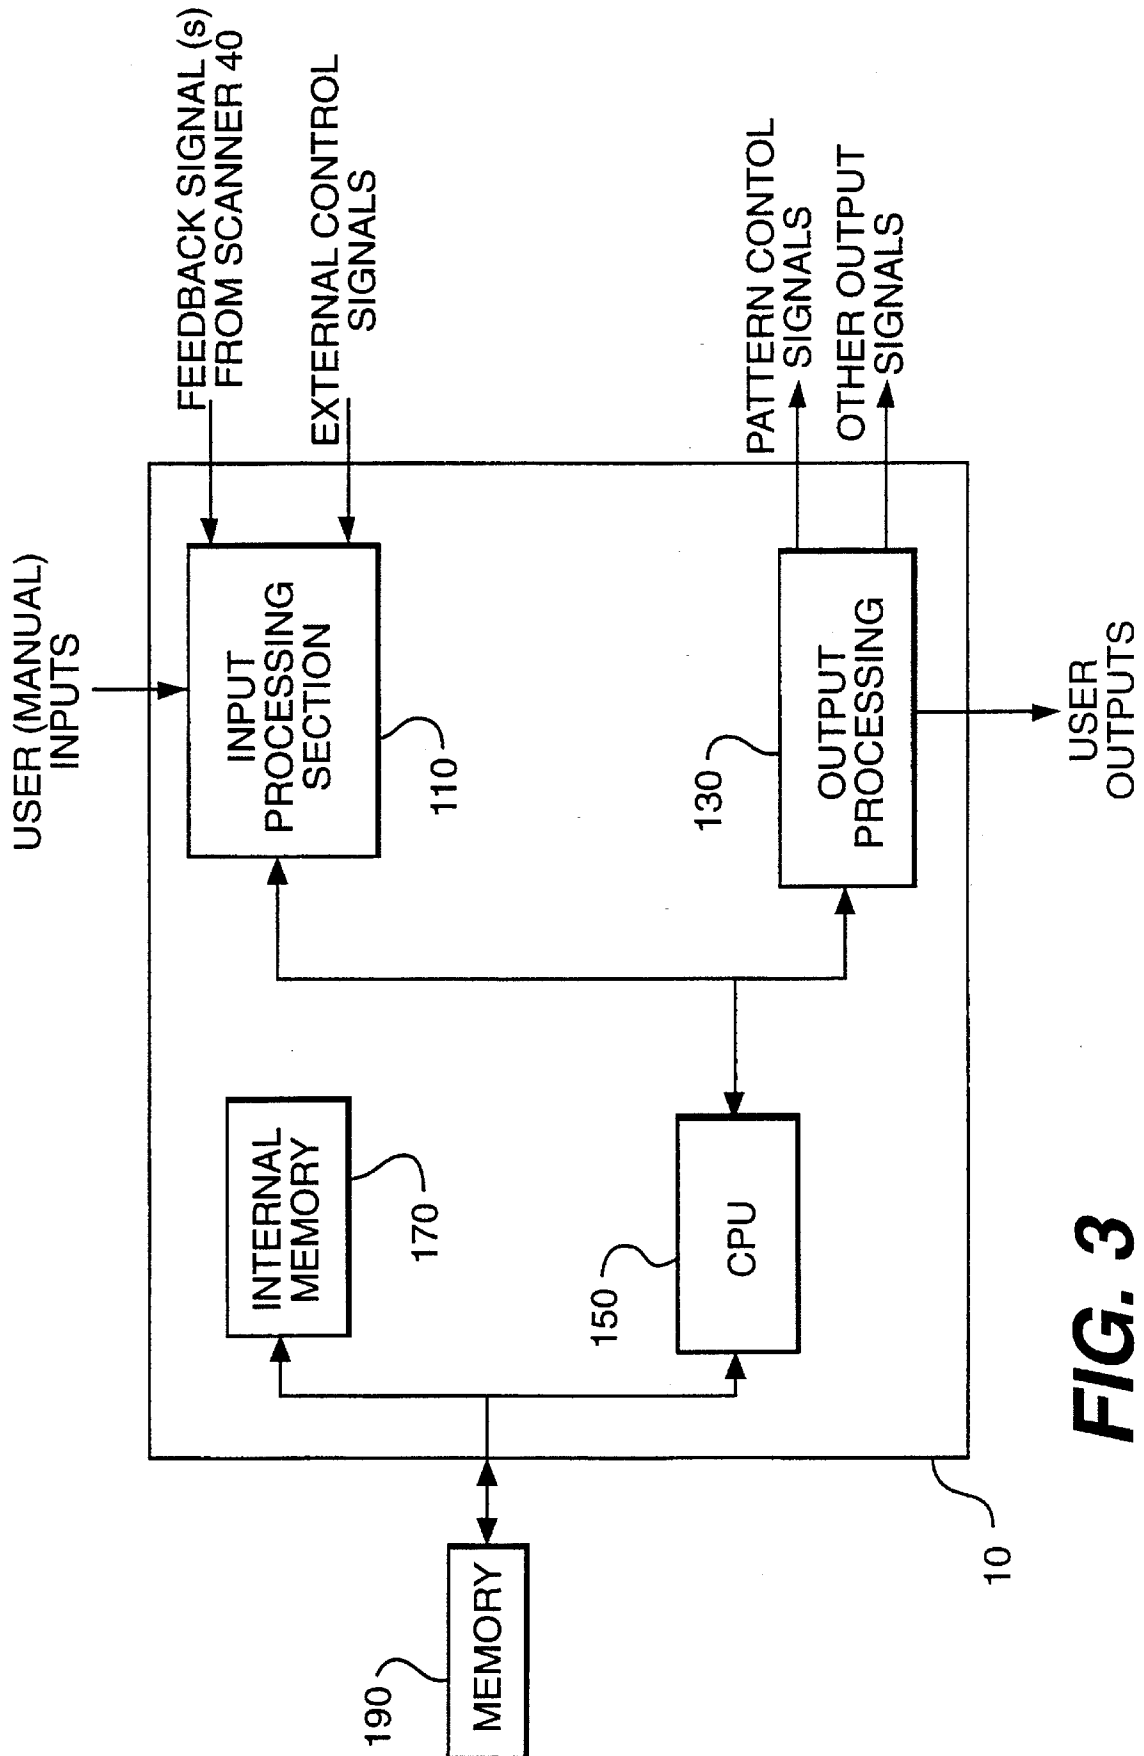 USER (MANUAL)
INPUTS
FEEDBACK SIGNAL (s)
FROM SCANNER 40
EXTERNAL CONTROL
SIGNALS
INPUT
PROCESSING
SECTION
110
INTERNAL
MEMORY
170
190
MEMORY
150
CPU
130
OUTPUT
PROCESSING
PATTERN CONTOL
SIGNALS
OTHER OUTPUT
SIGNALS
USER
OUTPUTS
10
FIG. 3